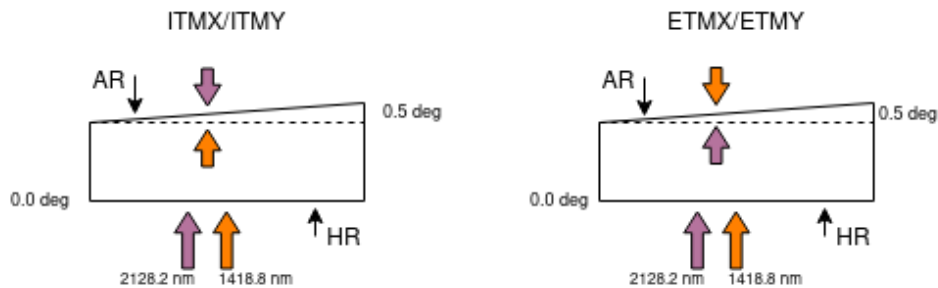 ITMX/ITMY
ETMX/ETMY
AR
AR
0.5 deg
0.5 deg
0.0 deg
0.0 deg
HR
HR
2128.2 nm
1418.8 nm
2128.2 nm
1418.8 nm